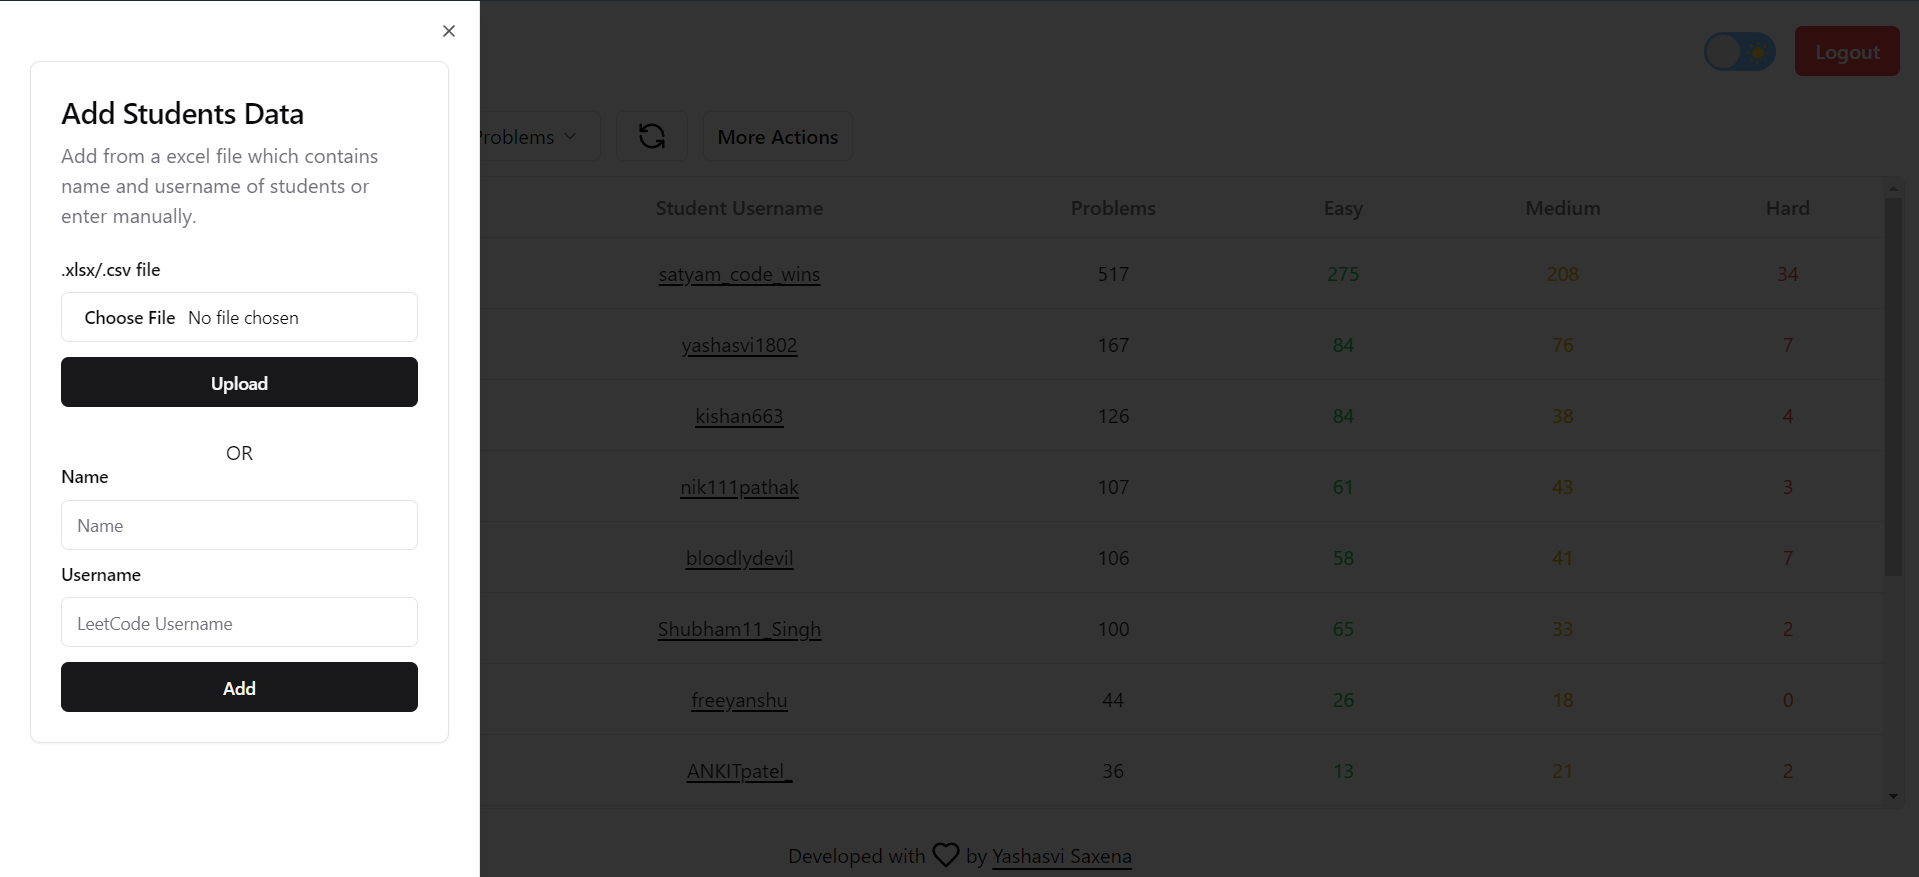 Add Students Data
Add from a excel file which contains
name and username of students or
enter manually.
.xlsx/.csv file
Choose File No file chosen
Upload
OR
Name
Name
Username
LeetCode Username
Add
Logout
Problems
More Actions
Student Username Problems Easy Medium Hard
satyam_code_wins 517 275 208 34
yashasvi1802 167 84 76 7
kishan663 126 84 38 4
nik111pathak 107 61 43 3
bloodlydevil 106 58 41 7
Shubham11_Singh 100 65 33 2
freeyanshu 44 26 18 0
ANKITpatel_ 36 13 21 2
Developed with by Yashasvi Saxena